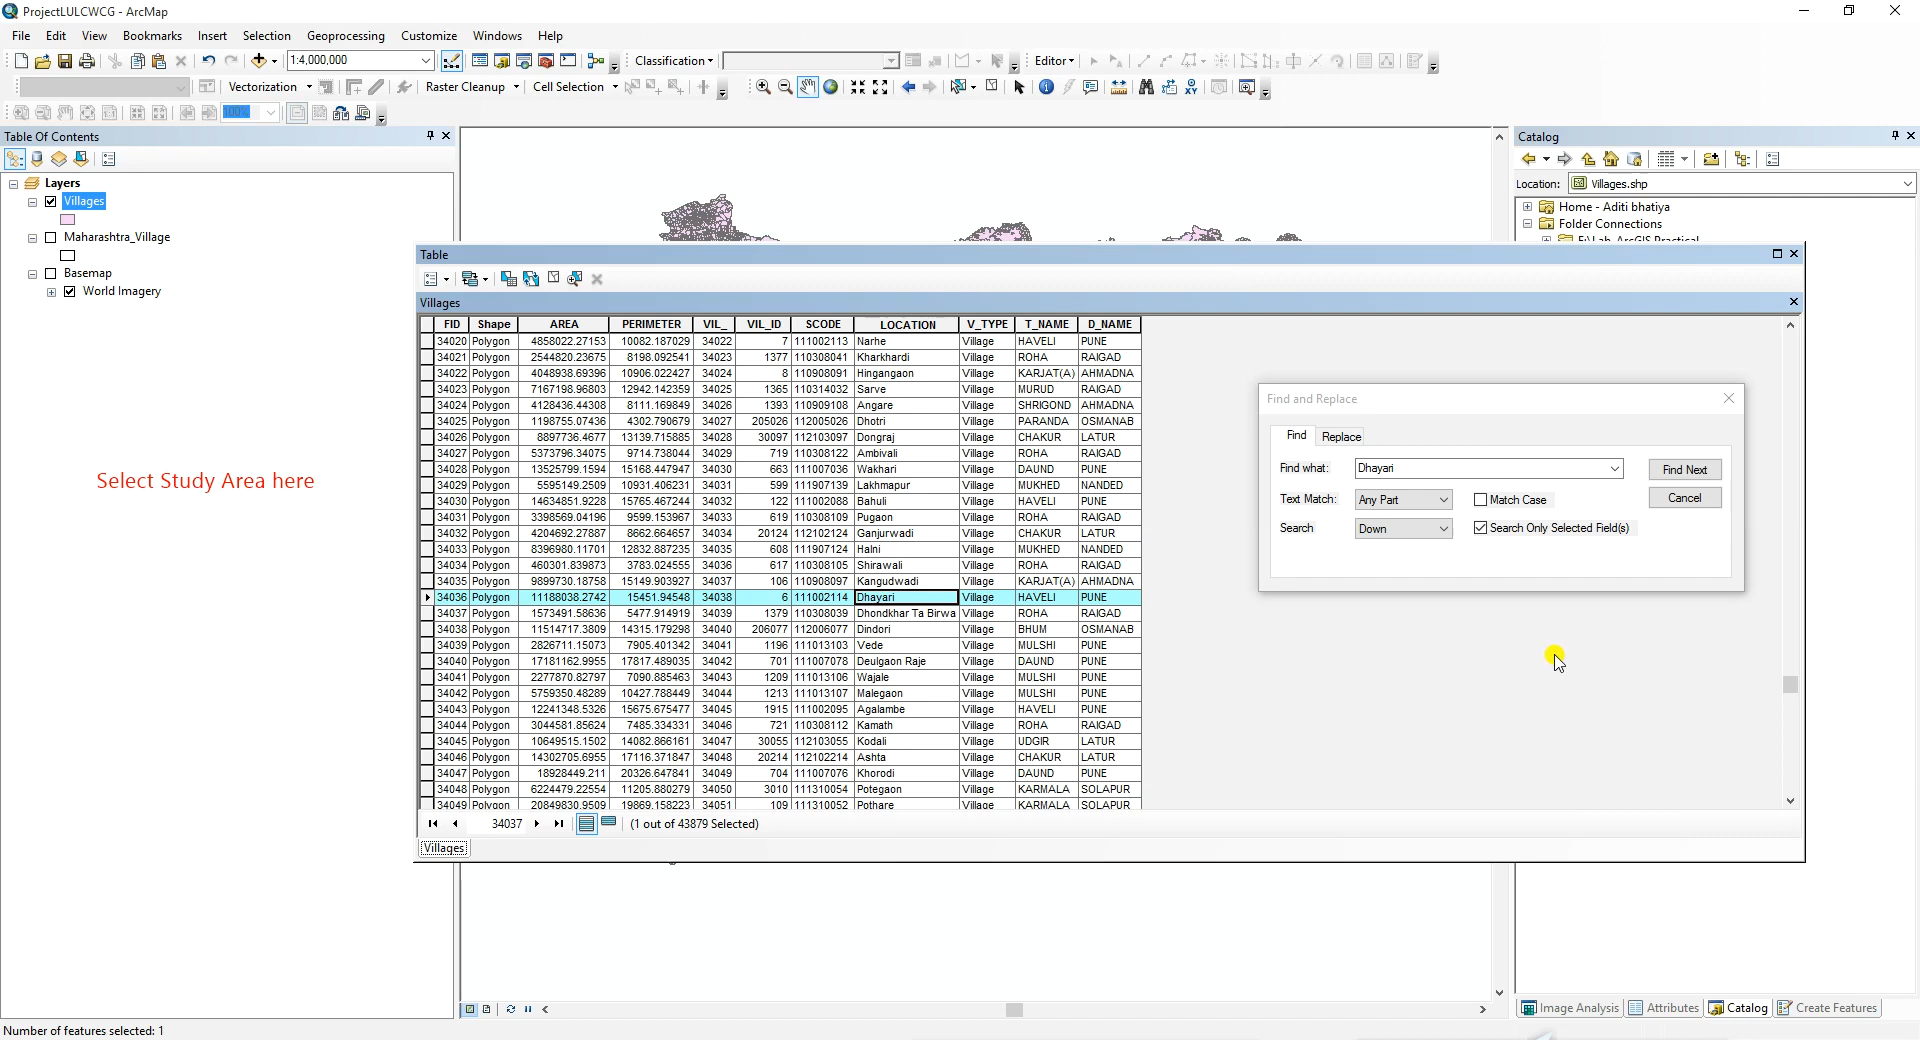 ProjectLULCWCG - ArcMap
File Edit View Bookmarks Insert Selection Geoprocessing Customize Windows Help
1:4,000,000 Classification Editor
Vectorization Raster Cleanup Cell Selection
100%
Table Of Contents
Layers
Villages
Maharashtra_Village
Basemap
World Imagery
Select Study Area here
Catalog
Location: Villages.shp
Home - Aditi bhatiya
Folder Connections
Table
Villages
FID Shape AREA PERIMETER VIL_ VIL_ID SCODE LOCATION V_TYPE T_NAME D_NAME
34020 Polygon 4858022.27153 10082.187029 34022 7 111002113 Narhe Village HAVELI PUNE
34021 Polygon 2544820.23675 8198.092541 34023 1377 110308041 Kharkhardi Village ROHA RAIGAD
34022 Polygon 4048938.69396 10906.022427 34024 8 110908091 Hingangaon Village KARJAT(A) AHMADNA
34023 Polygon 7167198.96803 12942.142359 34025 1365 110314032 Sarve Village MURUD RAIGAD
34024 Polygon 4128436.44308 8111.169849 34026 1393 110909108 Angare Village SHRIGOND AHMADNA
34025 Polygon 1198755.07436 4302.790679 34027 205026 112005026 Dhotri Village PARANDA OSMANAB
34026 Polygon 8897736.4677 13139.715885 34028 30097 112103097 Dongraj Village CHAKUR LATUR
34027 Polygon 5373796.34075 9714.738044 34029 719 110308122 Ambivali Village ROHA RAIGAD
34028 Polygon 13525799.1594 15168.447947 34030 663 111007036 Wakhari Village DAUND PUNE
34029 Polygon 5595149.2509 10931.406231 34031 599 111907139 Lakhmapur Village MUKHED NANDED
34030 Polygon 14634851.9228 15765.467244 34032 122 111002088 Bahuli Village HAVELI PUNE
34031 Polygon 3398569.04196 9599.153967 34033 619 110308109 Pugaon Village ROHA RAIGAD
34032 Polygon 4204692.27887 8662.664657 34034 20124 112102124 Ganjurwadi Village CHAKUR LATUR
34033 Polygon 8396980.11701 12832.887235 34035 608 111907124 Halni Village MUKHED NANDED
34034 Polygon 460301.839873 3783.024555 34036 617 110308105 Shirawali Village ROHA RAIGAD
34035 Polygon 9899730.18758 15149.903927 34037 106 110908097 Kangudwadi Village KARJAT(A) AHMADNA
34036 Polygon 11188038.2742 15451.94548 34038 6 111002114 Dhayari Village HAVELI PUNE
34037 Polygon 1573491.58636 5477.914919 34039 1379 110308039 Dhondkhar Ta Birwa Village ROHA RAIGAD
34038 Polygon 11514717.3809 14315.179298 34040 206077 112006077 Dindori Village BHUM OSMANAB
34039 Polygon 2826711.15073 7905.401342 34041 1196 111013103 Vede Village MULSHI PUNE
34040 Polygon 17181162.9955 17817.489035 34042 701 111007078 Deulgaon Raje Village DAUND PUNE
34041 Polygon 2277870.82797 7090.885463 34043 1209 111013106 Wajale Village MULSHI PUNE
34042 Polygon 5759350.48289 10427.788449 34044 1213 111013107 Malegaon Village MULSHI PUNE
34043 Polygon 12241348.5326 15675.675477 34045 1915 111002095 Agalambe Village HAVELI PUNE
34044 Polygon 3044581.85624 7485.334331 34046 721 110308112 Kamath Village ROHA RAIGAD
34045 Polygon 10649515.1502 14082.866161 34047 30055 112103055 Kodali Village UDGIR LATUR
34046 Polygon 14302705.6955 17116.371847 34048 20214 112102214 Ashta Village CHAKUR LATUR
34047 Polygon 18928449.211 20326.647841 34049 704 111007076 Khorodi Village DAUND PUNE
34048 Polygon 6224479.22554 11205.880279 34050 3010 111310054 Potegaon Village KARMALA SOLAPUR
34049 Polygon 20849830.9509 19869.158223 34051 109 111310052 Pothare Village KARMALA SOLAPUR
34037 (1 out of 43879 Selected)
Villages
Find and Replace
Find Replace
Find what: Dhayari Find Next
Text Match: Any Part Match Case Cancel
Search Down Search Only Selected Field(s)
Image Analysis Attributes Catalog Create Features
Number of features selected: 1